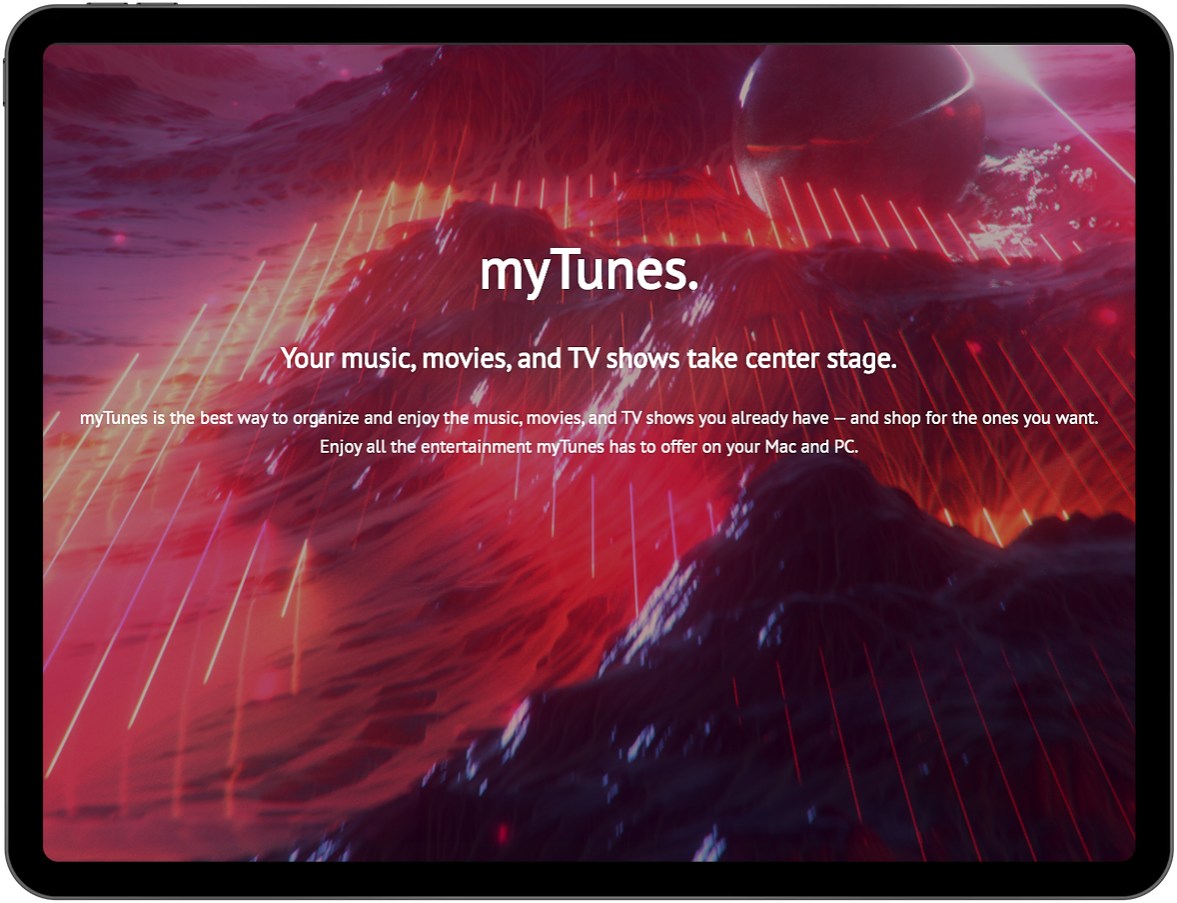 myTunes.
Your music, movies, and TV shows take center stage.
myTunes is the best way to organize and enjoy the music, movies, and TV shows you already have — and shop for the ones you want.
Enjoy all the entertainment myTunes has to offer on your Mac and PC.